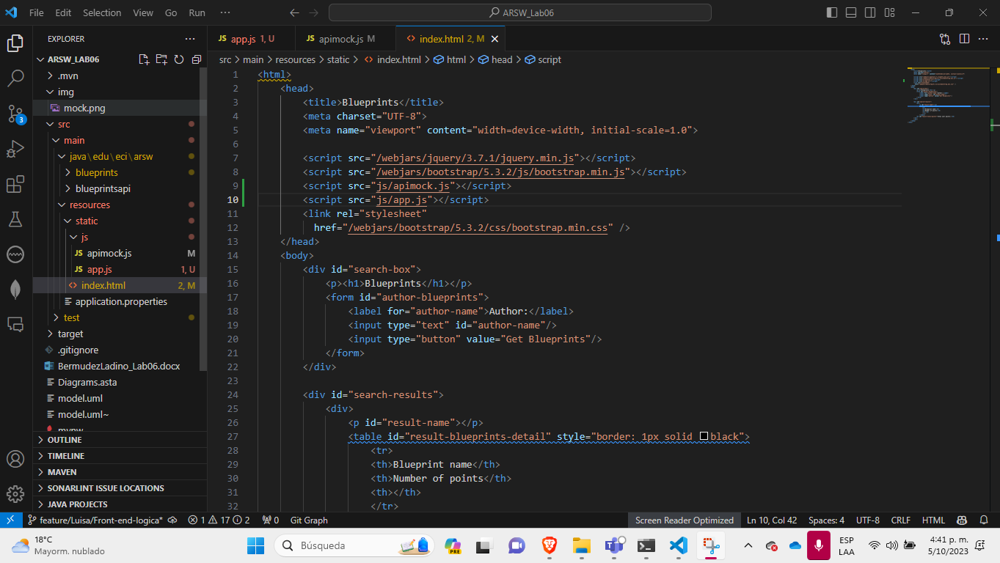 File Edit Selection View Go Run ··· ARSW_Lab06
EXPLORER ···
ARSW_LAB06
.mvn
img
mock.png
src
main
java\edu\eci\arsw
blueprints
blueprintsapi
resources
static
js
apimock.js M
app.js 1, U
index.html 2, M
application.properties
test
target
.gitignore
BermudezLadino_Lab06.docx
Diagrams.asta
model.uml
model.uml~
mvnw
OUTLINE
TIMELINE
MAVEN
SONARLINT ISSUE LOCATIONS
JAVA PROJECTS
3
JS app.js 1, U JS apimock.js M index.html 2, M
src > main > resources > static > index.html > html > head > script
1 <html>
2 <head>
3 <title>Blueprints</title>
4 <meta charset="UTF-8">
5 <meta name="viewport" content="width=device-width, initial-scale=1.0">
6
7 <script src="/webjars/jquery/3.7.1/jquery.min.js"></script>
8 <script src="/webjars/bootstrap/5.3.2/js/bootstrap.min.js"></script>
9 <script src="js/apimock.js"></script>
10 <script src="js/app.js"></script>
11 <link rel="stylesheet"
12 href="/webjars/bootstrap/5.3.2/css/bootstrap.min.css" />
13 </head>
14 <body>
15 <div id="search-box">
16 <p><h1>Blueprints</h1></p>
17 <form id="author-blueprints">
18 <label for="author-name">Author:</label>
19 <input type="text" id="author-name"/>
20 <input type="button" value="Get Blueprints"/>
21 </form>
22 </div>
23
24 <div id="search-results">
25 <div>
26 <p id="result-name"></p>
27 <table id="result-blueprints-detail" style="border: 1px solid black">
28 <tr>
29 <th>Blueprint name</th>
30 <th>Number of points</th>
31 <th></th>
32 </tr>
feature/Luisa/Front-end-logica* 1 17 2 0 Git Graph Screen Reader Optimized Ln 10, Col 42 Spaces: 4 UTF-8 CRLF HTML
18°C
Mayorm. nublado
Búsqueda
PRE
ESP
LAA
4:41 p. m.
5/10/2023